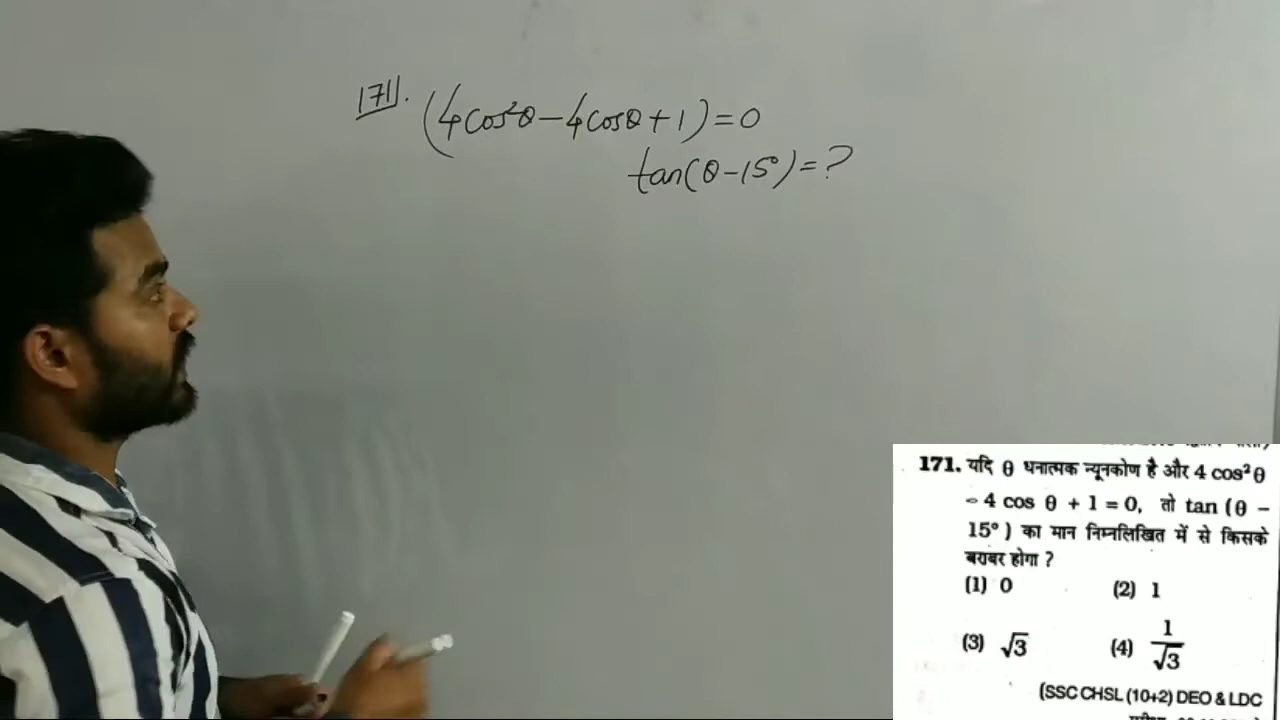 171.
(4cos²θ-4cosθ+1)=0
tan(θ-15°)=?
171. यदि θ धनात्मक न्यूनकोण है और 4 cos² θ
- 4 cos θ + 1 = 0, तो tan (θ –
15° ) का मान निम्नलिखित में से किसके
बराबर होगा ?
(1) 0 (2) 1
(3) √3 (4) 1/√3
(SSC CHSL (10+2) DEO & LDC